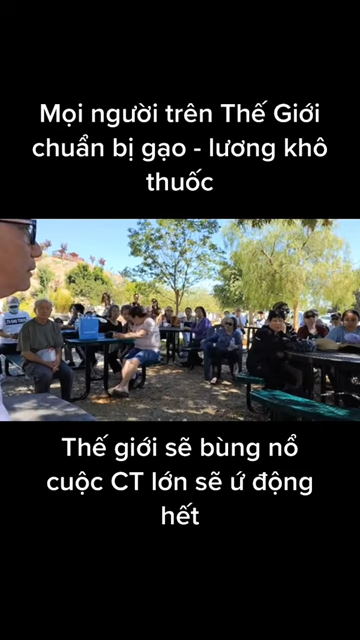 Mọi người trên Thế Giới
chuẩn bị gạo - lương khô
thuốc
Thế giới sẽ bùng nổ
cuộc CT lớn sẽ ứ động
hết